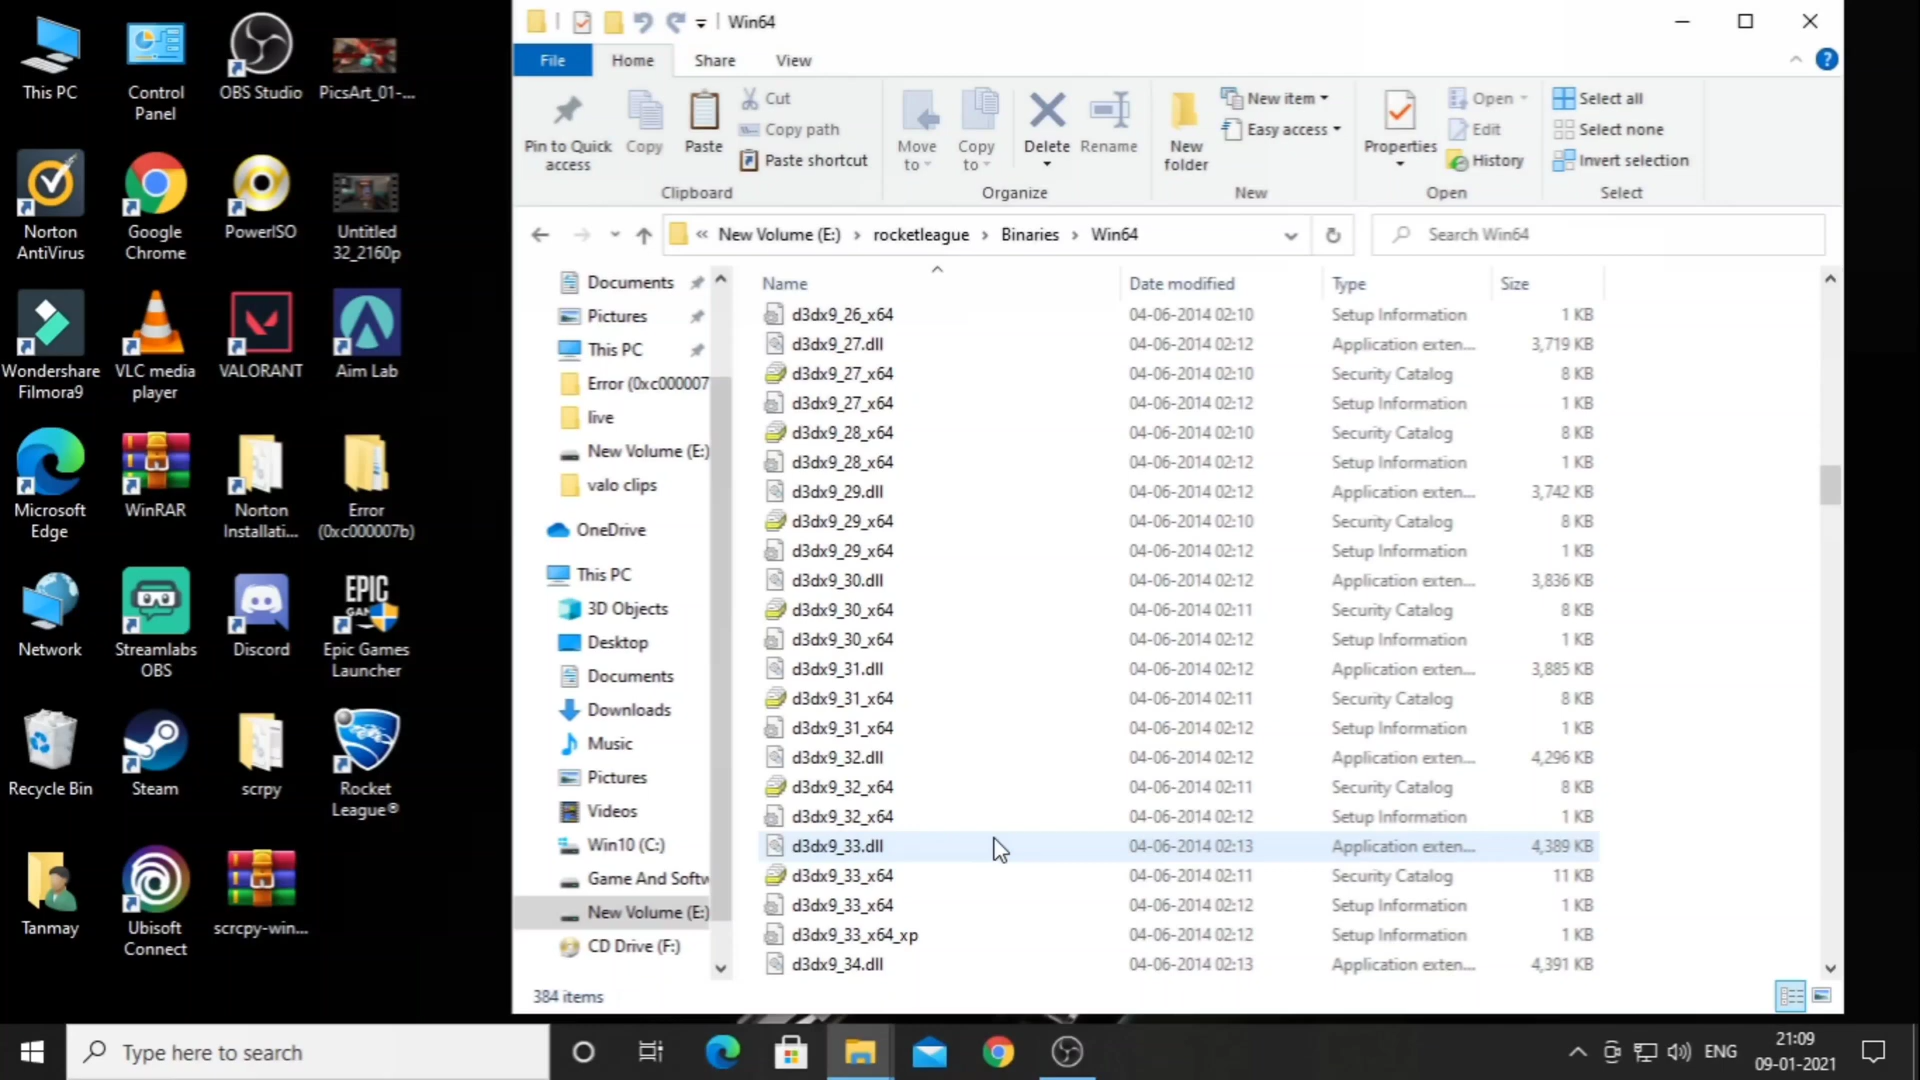 This PC
Control
Panel
OBS Studio
PicsArt_01-...
Norton
AntiVirus
Google
Chrome
PowerISO
Untitled
32_2160p
Wondershare
Filmora9
VLC media
player
VALORANT
Aim Lab
Microsoft
Edge
WinRAR
Norton
Installati...
Error
(0xc000007b)
Network
Streamlabs
OBS
Discord
EPIC
Epic Games
Launcher
Recycle Bin
Steam
scrpy
Rocket
League®
Tanmay
Ubisoft
Connect
scrcpy-win...
Win64
File
Home
Share
View
Pin to Quick
access
Copy
Paste
Cut
Copy path
Paste shortcut
Clipboard
Move
to
Copy
to
Delete
Rename
Organize
New
folder
New item
Easy access
New
Properties
Open
Edit
History
Open
Select all
Select none
Invert selection
Select
« New Volume (E:) › rocketleague › Binaries › Win64
Search Win64
Documents
Pictures
This PC
Error (0xc000007
live
New Volume (E:)
valo clips
OneDrive
This PC
3D Objects
Desktop
Documents
Downloads
Music
Pictures
Videos
Win10 (C:)
Game And Softw
New Volume (E:)
CD Drive (F:)
Name Date modified Type Size
d3dx9_26_x64 04-06-2014 02:10 Setup Information 1 KB
d3dx9_27.dll 04-06-2014 02:12 Application exten... 3,719 KB
d3dx9_27_x64 04-06-2014 02:10 Security Catalog 8 KB
d3dx9_27_x64 04-06-2014 02:12 Setup Information 1 KB
d3dx9_28_x64 04-06-2014 02:10 Security Catalog 8 KB
d3dx9_28_x64 04-06-2014 02:12 Setup Information 1 KB
d3dx9_29.dll 04-06-2014 02:12 Application exten... 3,742 KB
d3dx9_29_x64 04-06-2014 02:10 Security Catalog 8 KB
d3dx9_29_x64 04-06-2014 02:12 Setup Information 1 KB
d3dx9_30.dll 04-06-2014 02:12 Application exten... 3,836 KB
d3dx9_30_x64 04-06-2014 02:11 Security Catalog 8 KB
d3dx9_30_x64 04-06-2014 02:12 Setup Information 1 KB
d3dx9_31.dll 04-06-2014 02:12 Application exten... 3,885 KB
d3dx9_31_x64 04-06-2014 02:11 Security Catalog 8 KB
d3dx9_31_x64 04-06-2014 02:12 Setup Information 1 KB
d3dx9_32.dll 04-06-2014 02:12 Application exten... 4,296 KB
d3dx9_32_x64 04-06-2014 02:11 Security Catalog 8 KB
d3dx9_32_x64 04-06-2014 02:12 Setup Information 1 KB
d3dx9_33.dll 04-06-2014 02:13 Application exten... 4,389 KB
d3dx9_33_x64 04-06-2014 02:11 Security Catalog 11 KB
d3dx9_33_x64 04-06-2014 02:12 Setup Information 1 KB
d3dx9_33_x64_xp 04-06-2014 02:12 Setup Information 1 KB
d3dx9_34.dll 04-06-2014 02:13 Application exten... 4,391 KB
384 items
Type here to search
ENG
21:09
09-01-2021